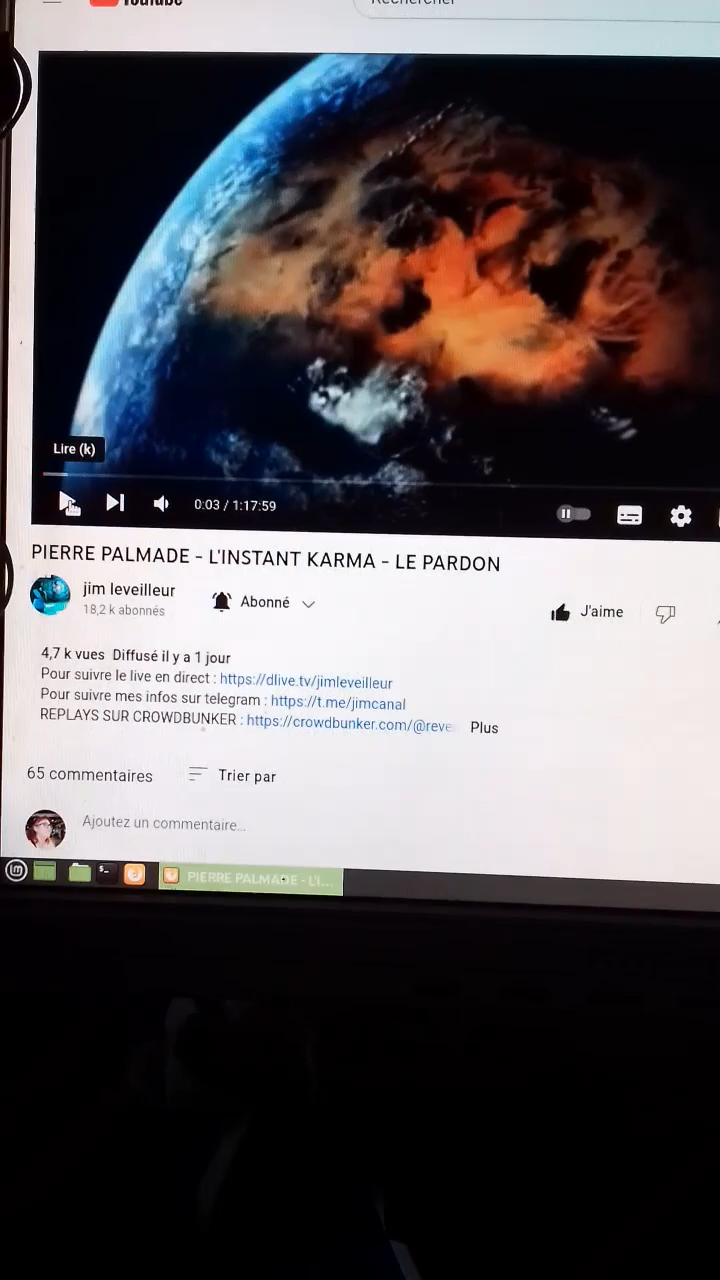 YouTube
Rechercher
Lire (k)
0:03 / 1:17:59
PIERRE PALMADE - L'INSTANT KARMA - LE PARDON
jim leveilleur
18,2 k abonnés
Abonné
J'aime
4,7 k vues Diffusé il y a 1 jour
Pour suivre le live en direct : https://dlive.tv/jimleveilleur
Pour suivre mes infos sur telegram : https://t.me/jimcanal
REPLAYS SUR CROWDBUNKER : https://crowdbunker.com/@reve Plus
65 commentaires
Trier par
Ajoutez un commentaire...
lm
$_
PIERRE PALMADE - L'I...